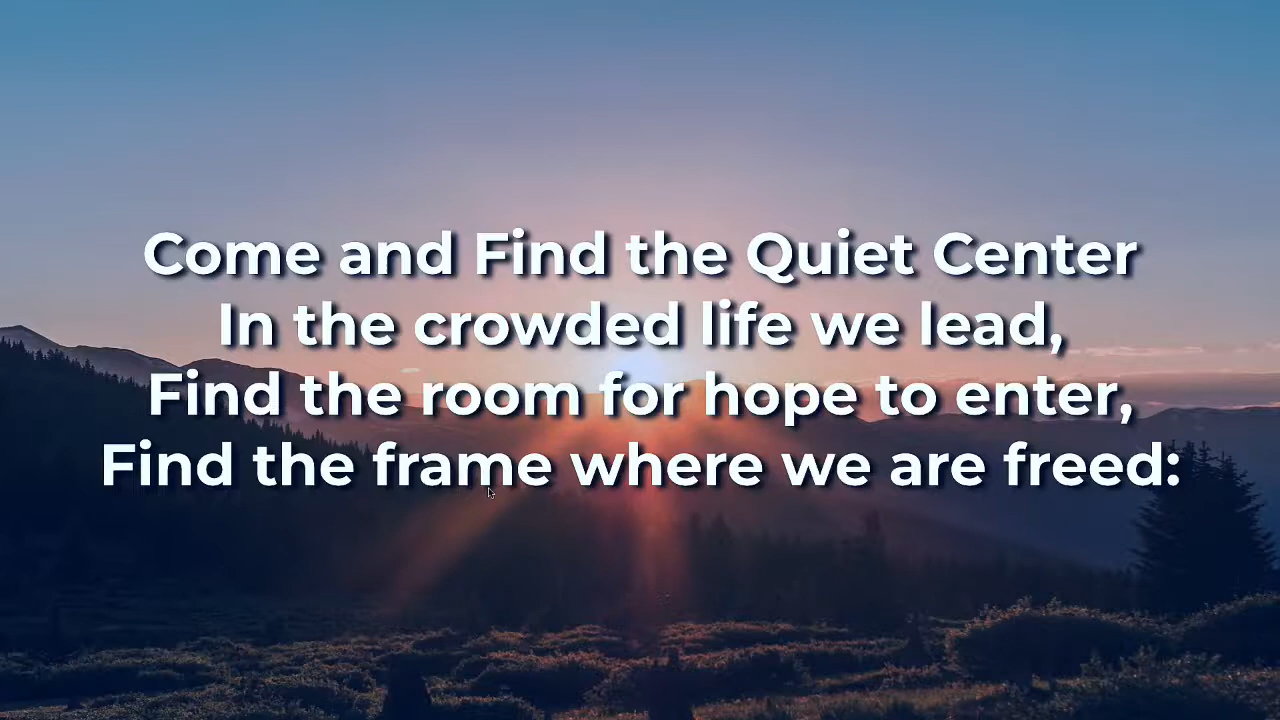 Come and Find the Quiet Center
In the crowded life we lead,
Find the room for hope to enter,
Find the frame where we are freed: